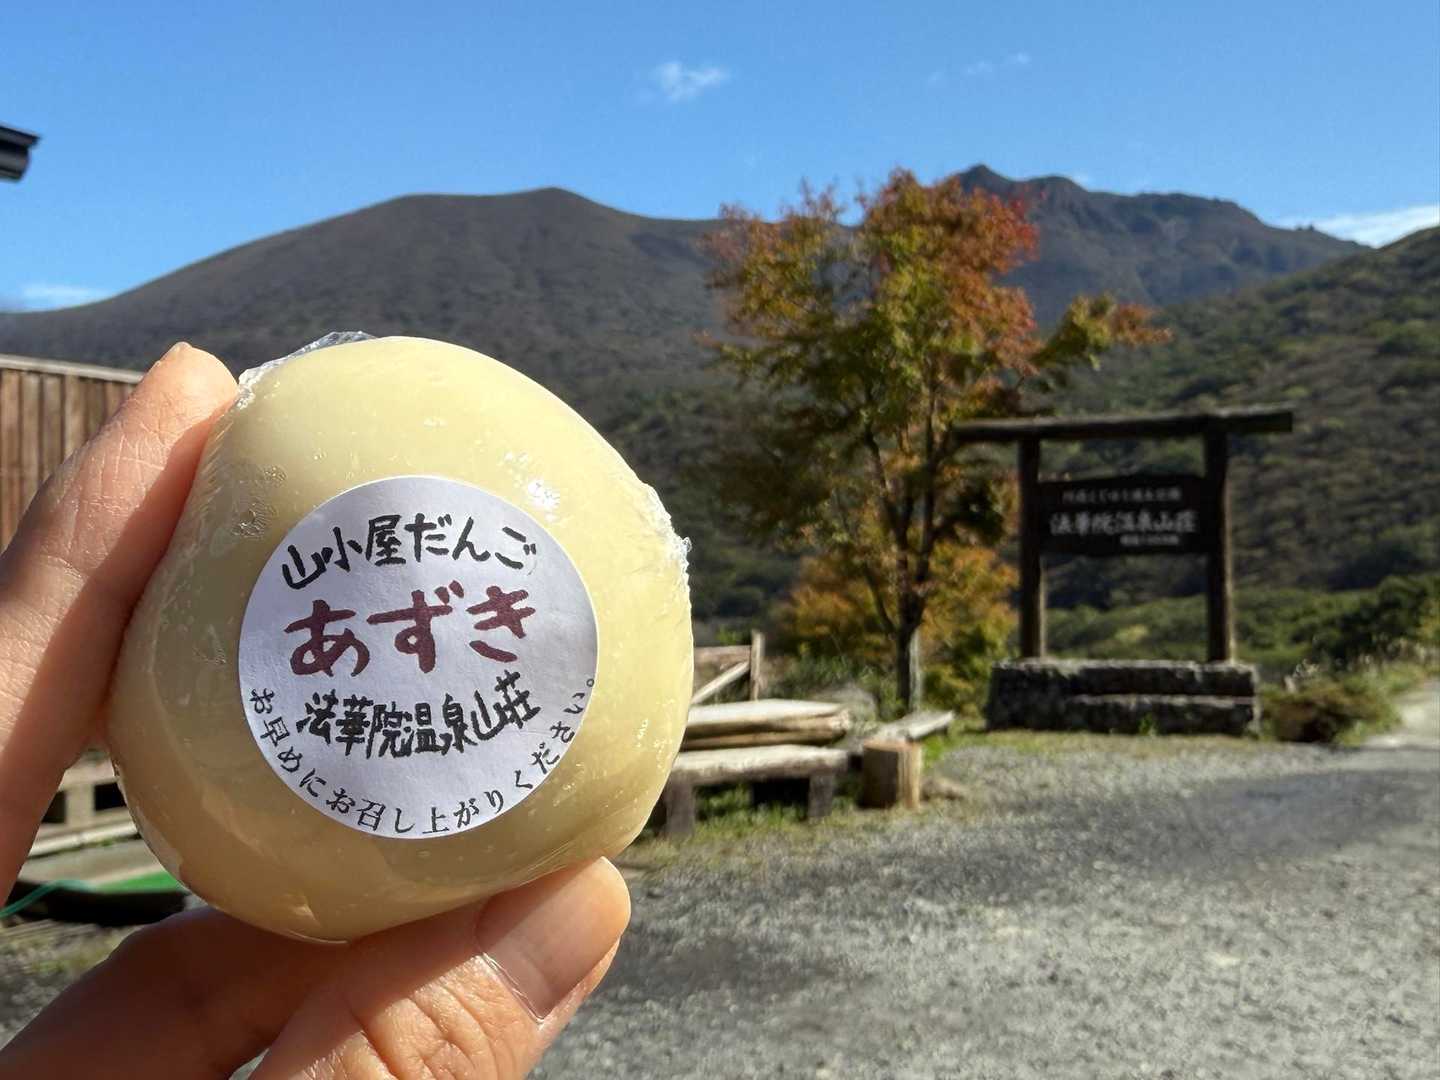 山小屋だんご
あずき
法華院温泉山荘
お早めにお召し上がりください。
法華院温泉山荘